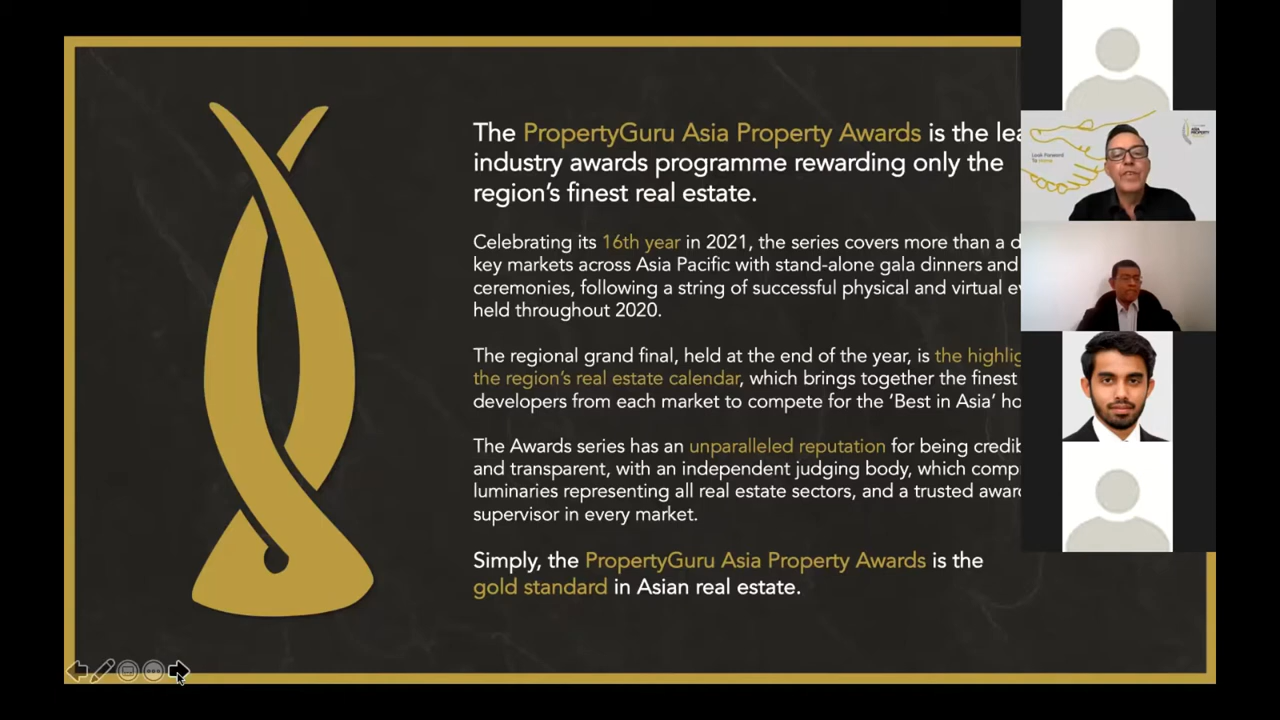 The PropertyGuru Asia Property Awards is the
industry awards programme rewarding only the
region's finest real estate.
Celebrating its 16th year in 2021, the series covers more than a
key markets across Asia Pacific with stand-alone gala dinners and
ceremonies, following a string of successful physical and virtual
held throughout 2020.
The regional grand final, held at the end of the year, is the
the region's real estate calendar, which brings together the finest
developers from each market to compete for the 'Best in Asia'
The Awards series has an unparalleled reputation for being
and transparent, with an independent judging body, which
luminaries representing all real estate sectors, and a trusted
supervisor in every market.
Simply, the PropertyGuru Asia Property Awards is the
gold standard in Asian real estate.
Look Forward
To Home